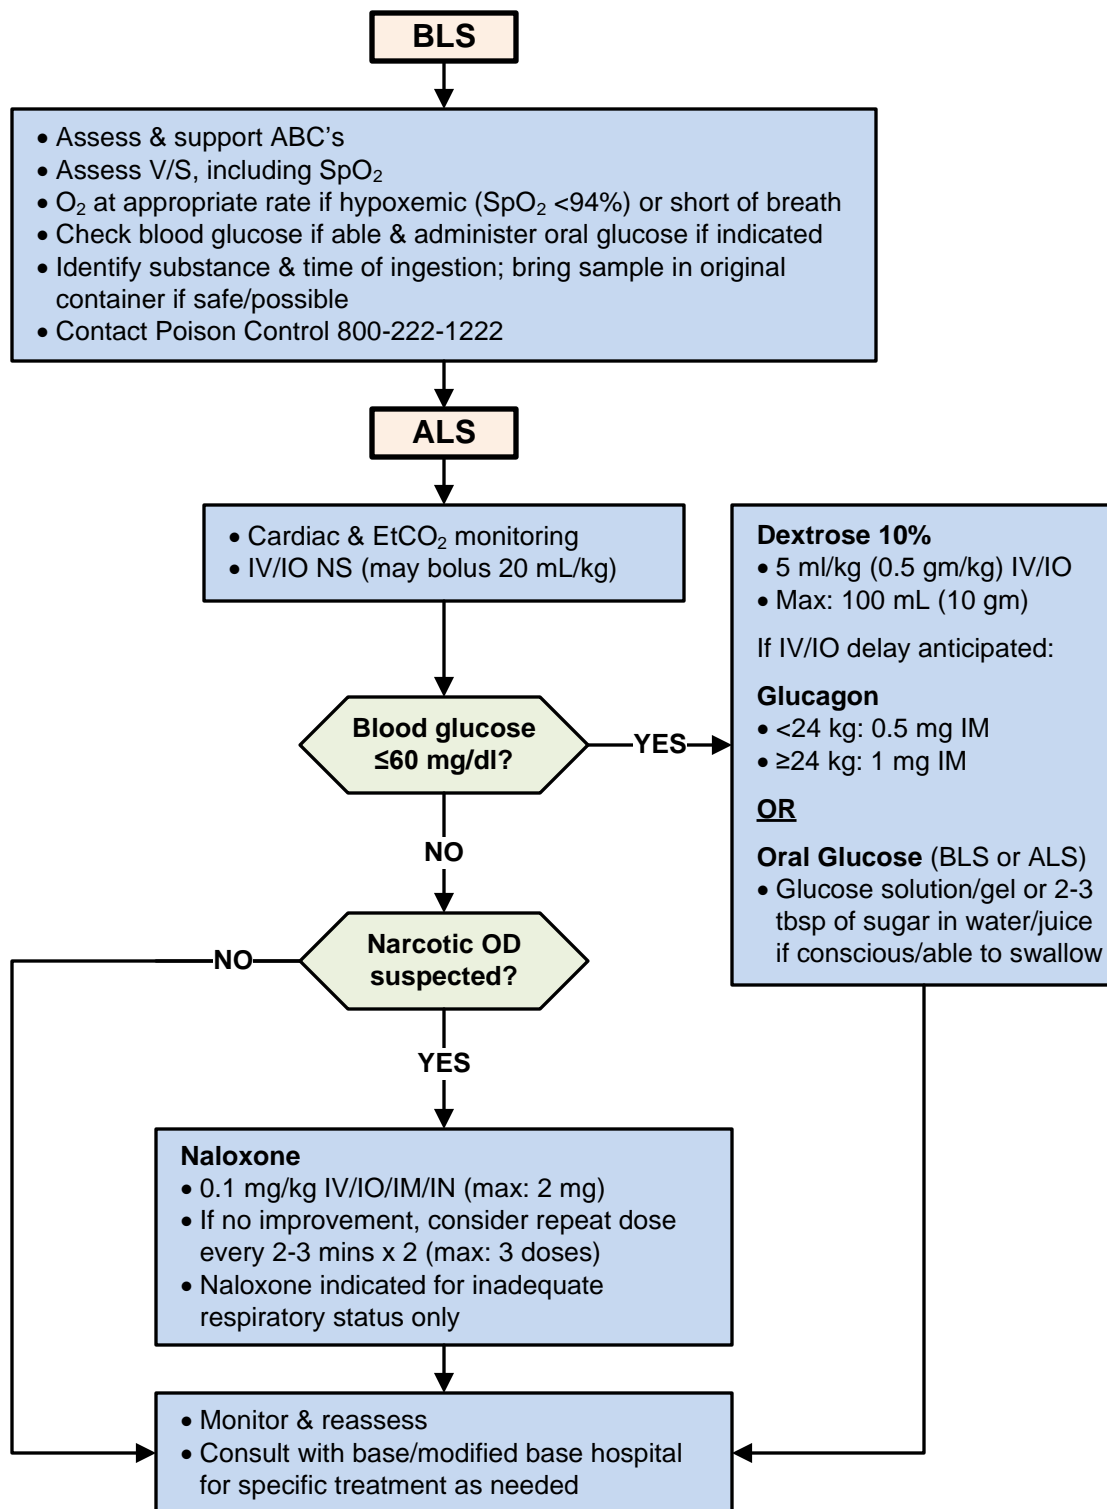 BLS
• Assess & support ABC’s
• Assess V/S, including SpO₂
• O₂ at appropriate rate if hypoxemic (SpO₂ <94%) or short of breath
• Check blood glucose if able & administer oral glucose if indicated
• Identify substance & time of ingestion; bring sample in original
container if safe/possible
• Contact Poison Control 800-222-1222
ALS
• Cardiac & EtCO₂ monitoring
• IV/IO NS (may bolus 20 mL/kg)
Blood glucose
≤60 mg/dl?
YES
Dextrose 10%
• 5 ml/kg (0.5 gm/kg) IV/IO
• Max: 100 mL (10 gm)
If IV/IO delay anticipated:
Glucagon
• <24 kg: 0.5 mg IM
• ≥24 kg: 1 mg IM
OR
Oral Glucose (BLS or ALS)
• Glucose solution/gel or 2-3
tbsp of sugar in water/juice
if conscious/able to swallow
NO
Narcotic OD
suspected?
NO
YES
Naloxone
• 0.1 mg/kg IV/IO/IM/IN (max: 2 mg)
• If no improvement, consider repeat dose
every 2-3 mins x 2 (max: 3 doses)
• Naloxone indicated for inadequate
respiratory status only
• Monitor & reassess
• Consult with base/modified base hospital
for specific treatment as needed